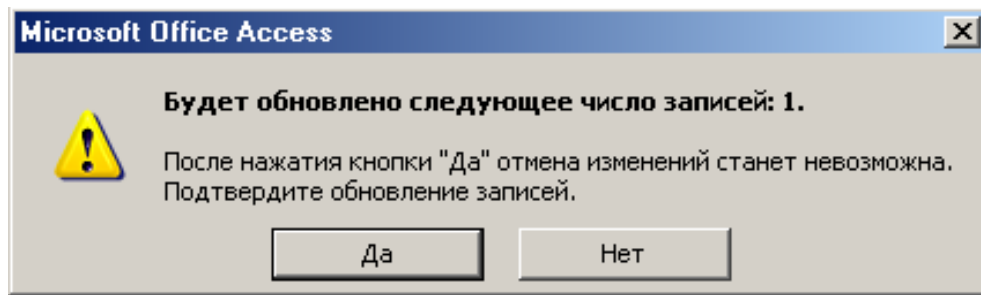 Microsoft Office Access
Будет обновлено следующее число записей: 1.
После нажатия кнопки "Да" отмена изменений станет невозможна.
Подтвердите обновление записей.
Да
Нет